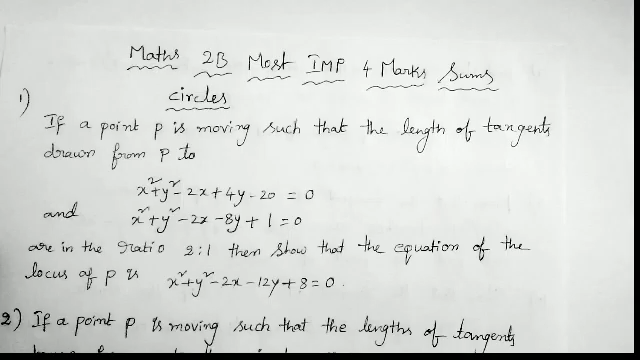 Maths 2B Most IMP 4 Marks Sums
circles
1)
If a point p is moving such that the length of tangents
drawn from P to
x²+y²-2x+4y-20=0
and x²+y²-2x-8y+1=0
are in the ratio 2:1 then show that the equation of the
locus of p is x²+y²-2x-12y+8=0.
2) If a point p is moving such that the lengths of tangents